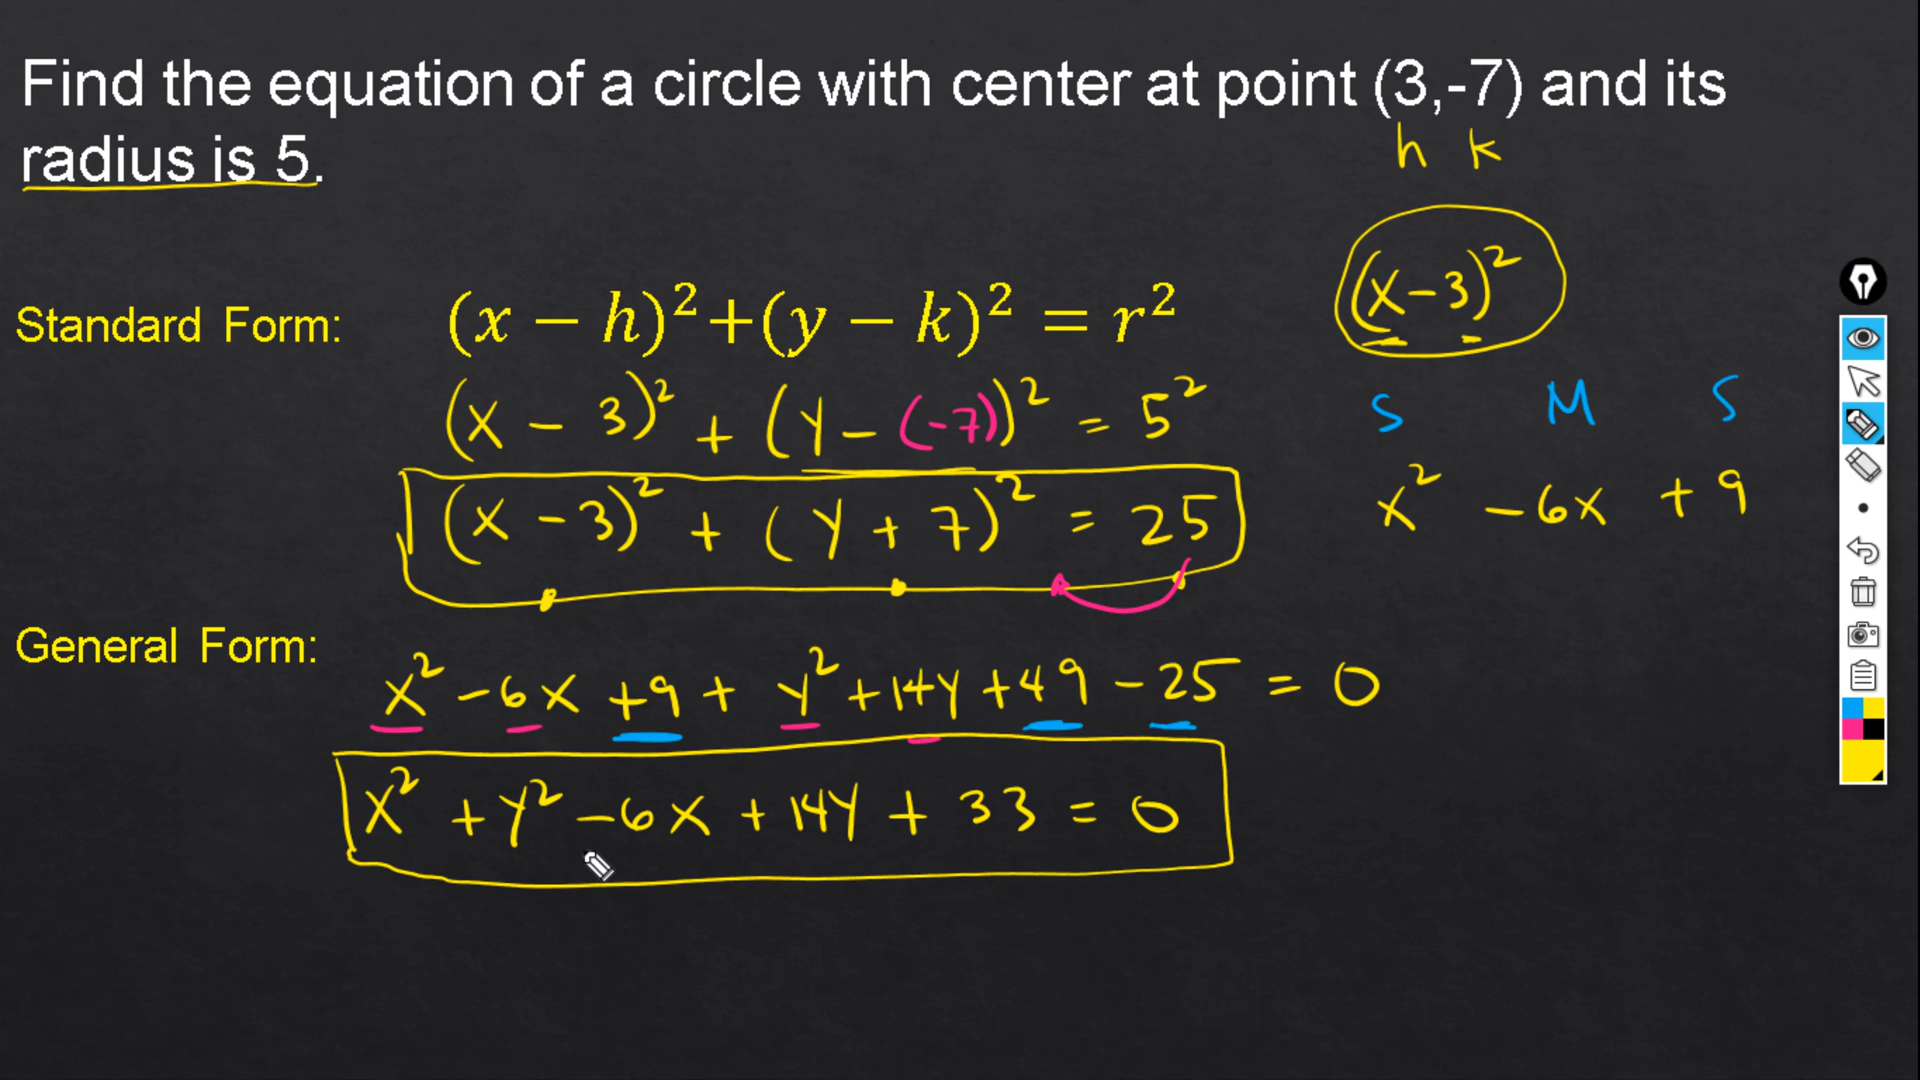 Find the equation of a circle with center at point (3,-7) and its
radius is 5.
h k
(x-3)²
Standard Form: (x − h)²+(y − k)² = r²
(x − 3)² + (y − (-7))² = 5²
S M S
(x − 3)² + (y + 7)² = 25
x² − 6x + 9
General Form:
x² − 6x + 9 + y² + 14y + 49 − 25 = 0
x² + y² − 6x + 14y + 33 = 0